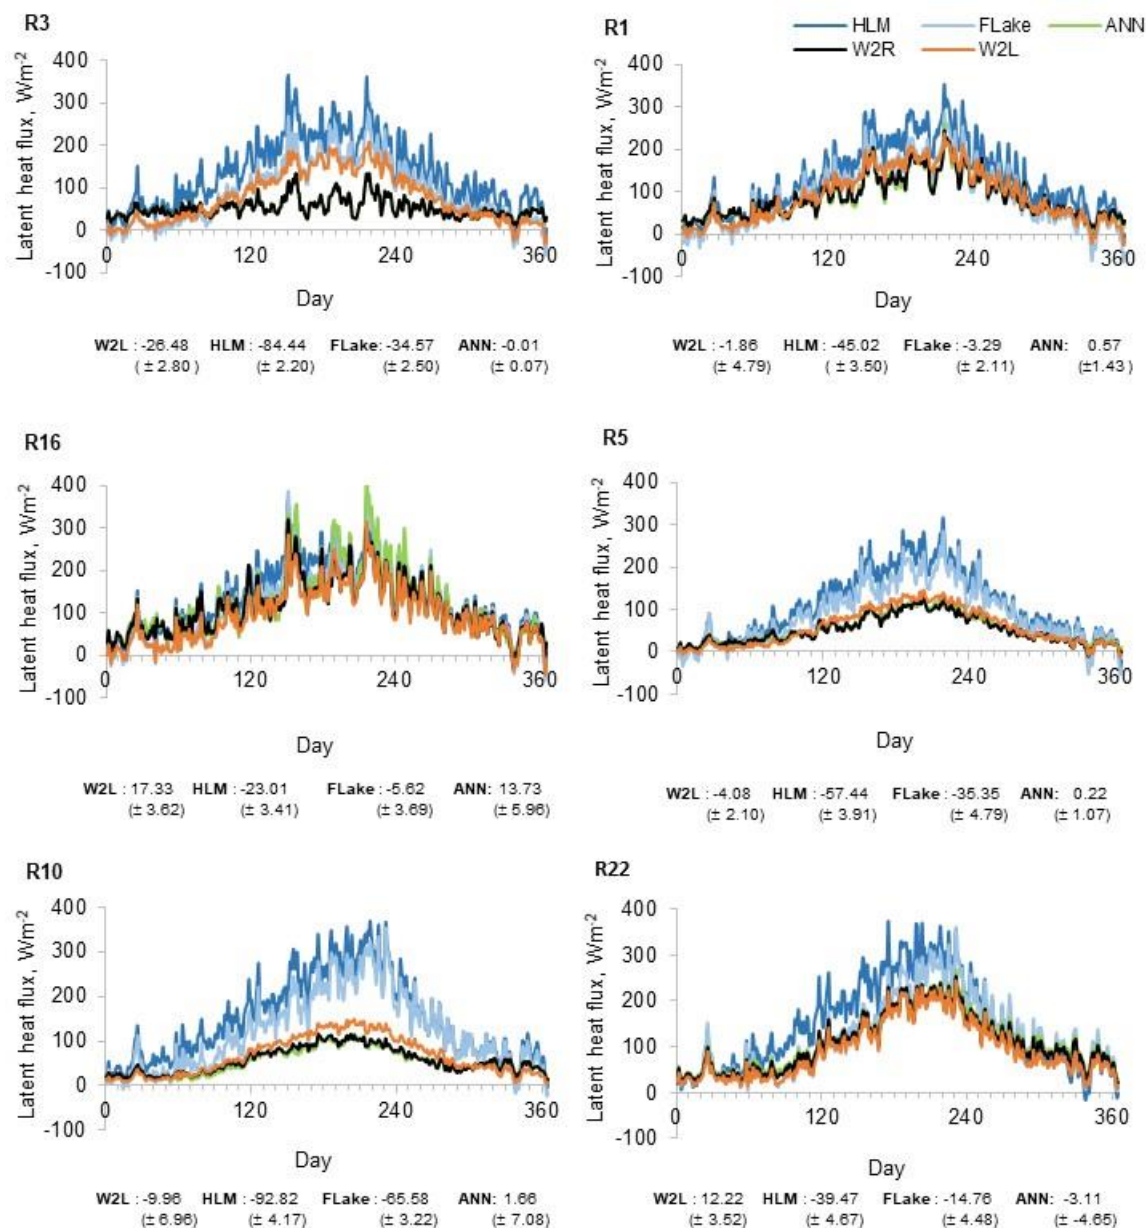 R3
R1
HLM FLake ANN
W2R W2L
Latent heat flux, Wm-2
400
300
200
100
0
-100
0 120 240 360
Day
Latent heat flux, Wm-2
400
300
200
100
0
-100
0 120 240 360
Day
W2L : -26.48 HLM : -84.44 FLake: -34.57 ANN: -0.01
( ± 2.80 ) (± 2.20) (± 2.50) (± 0.07)
W2L : -1.86 HLM : -45.02 FLake : -3.29 ANN: 0.57
(± 4.79) ( ± 3.50) (± 2.11) (±1.43 )
R16
R5
Latent heat flux, Wm-2
400
300
200
100
0
-100
0 120 240 360
Day
Latent heat flux, Wm-2
400
300
200
100
0
-100
0 120 240 360
Day
W2L : 17.33 HLM : -23.01 FLake : -5.62 ANN: 13.73
(± 3.62) (± 3.41) (± 3.69) (± 5.96)
W2L : -4.08 HLM : -57.44 FLake : -35.35 ANN: 0.22
(± 2.10) (± 3.91) (± 4.79) (± 1.07)
R10
R22
Latent heat flux, Wm-2
400
300
200
100
0
-100
0 120 240 360
Day
Latent heat flux, Wm-2
400
300
200
100
0
-100
0 120 240 360
Day
W2L : -9.96 HLM : -92.82 FLake : -65.58 ANN: 1.66
(± 6.96) (± 4.17) (± 3.22) (± 7.08)
W2L : 12.22 HLM : -39.47 FLake : -14.76 ANN: -3.11
(± 3.52) (± 4.67) (± 4.48) (± -4.65)